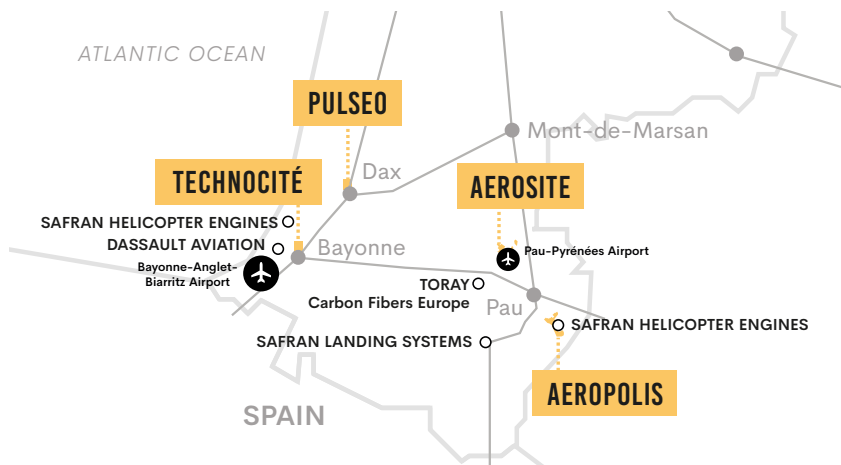 ATLANTIC OCEAN
PULSEO
Mont-de-Marsan
Dax
TECHNOCITÉ
AEROSITE
SAFRAN HELICOPTER ENGINES
DASSAULT AVIATION
Bayonne
Bayonne-Anglet-
Biarritz Airport
Pau-Pyrénées Airport
TORAY
Carbon Fibers Europe
Pau
SAFRAN HELICOPTER ENGINES
SAFRAN LANDING SYSTEMS
AEROPOLIS
SPAIN